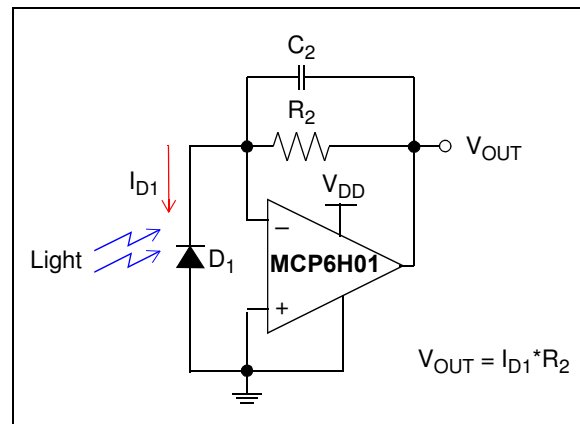 C2
R2
VOUT
ID1
VDD
−
Light
D1
MCP6H01
+
VOUT = ID1*R2